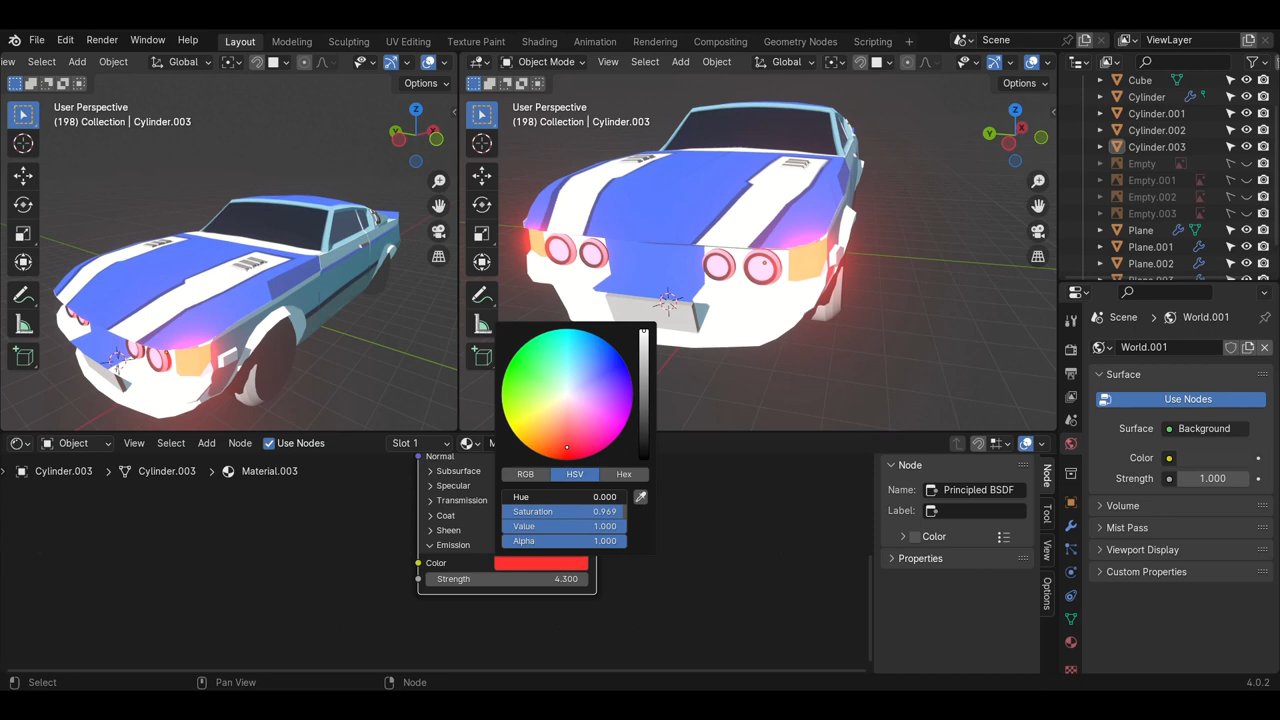 File Edit Render Window Help Layout Modeling Sculpting UV Editing Texture Paint Shading Animation Rendering Compositing Geometry Nodes Scripting + Scene ViewLayer
iew Select Add Object Global
Object Mode View Select Add Object Global
Options
Options
User Perspective
(198) Collection | Cylinder.003
User Perspective
(198) Collection | Cylinder.003
Z
Y
X
Z
Y
X
Cube
Cylinder
Cylinder.001
Cylinder.002
Cylinder.003
Empty
Empty.001
Empty.002
Empty.003
Plane
Plane.001
Plane.002
Scene World.001
World.001
Surface
Use Nodes
Surface Background
Color
Strength 1.000
Volume
Mist Pass
Viewport Display
Custom Properties
Object View Select Add Node Use Nodes Slot 1
Cylinder.003 Cylinder.003 Material.003
Normal
Subsurface
Specular
Transmission
Coat
Sheen
Emission
Color
Strength 4.300
RGB HSV Hex
Hue 0.000
Saturation 0.969
Value 1.000
Alpha 1.000
Node
Name: Principled BSDF
Label:
Color
Properties
Node
Tool
View
Options
Select Pan View Node 4.0.2